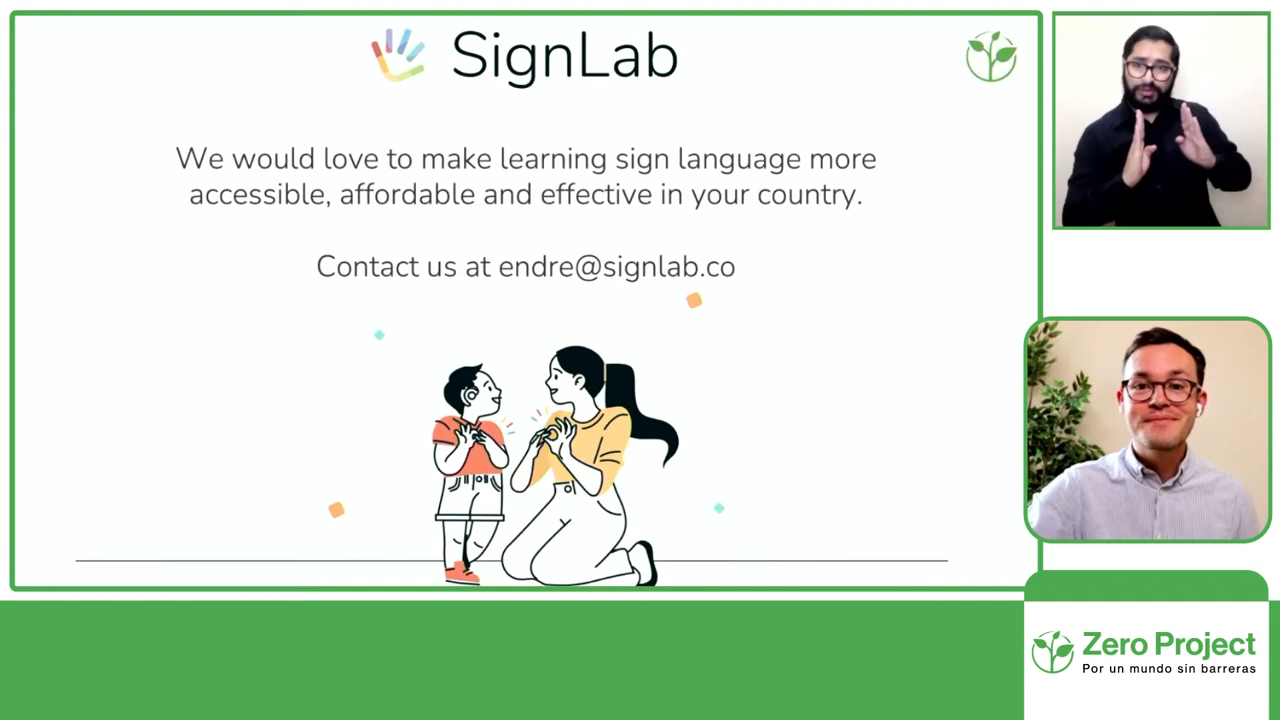 SignLab
We would love to make learning sign language more
accessible, affordable and effective in your country.
Contact us at endre@signlab.co
Zero Project
Por un mundo sin barreras